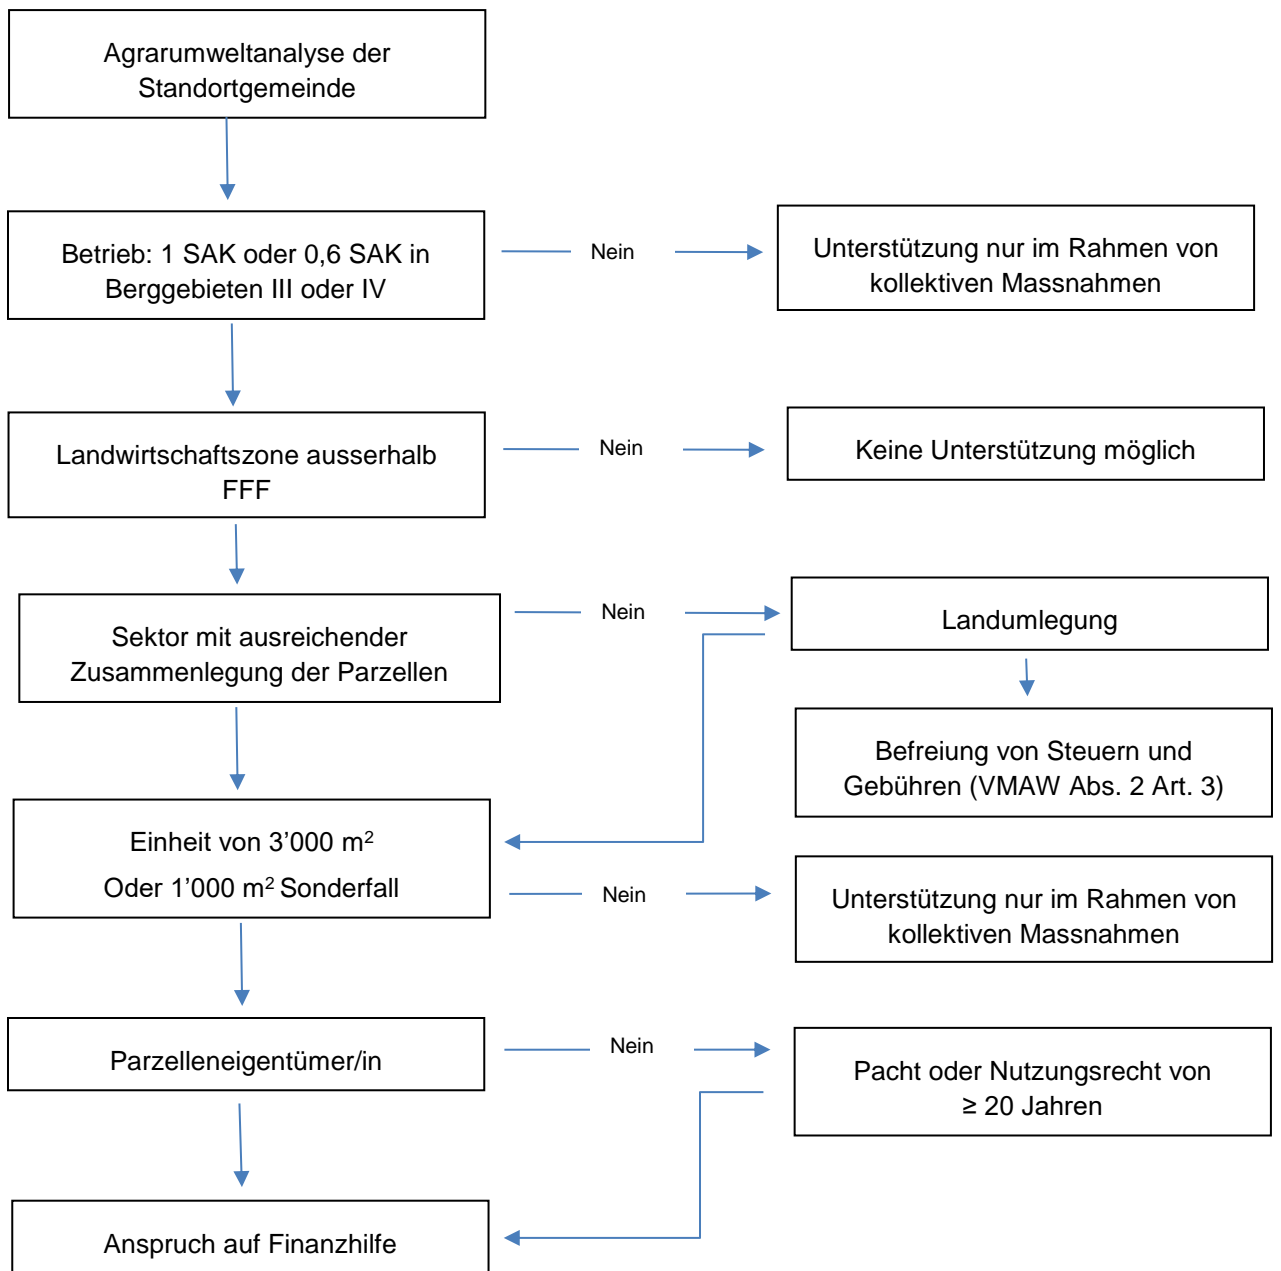 Agrarumweltanalyse der
Standortgemeinde
Betrieb: 1 SAK oder 0,6 SAK in
Berggebieten III oder IV
Nein
Unterstützung nur im Rahmen von
kollektiven Massnahmen
Landwirtschaftszone ausserhalb
FFF
Nein
Keine Unterstützung möglich
Sektor mit ausreichender
Zusammenlegung der Parzellen
Nein
Landumlegung
Befreiung von Steuern und
Gebühren (VMAW Abs. 2 Art. 3)
Einheit von 3’000 m²
Oder 1’000 m² Sonderfall
Nein
Unterstützung nur im Rahmen von
kollektiven Massnahmen
Parzelleneigentümer/in
Nein
Pacht oder Nutzungsrecht von
≥ 20 Jahren
Anspruch auf Finanzhilfe